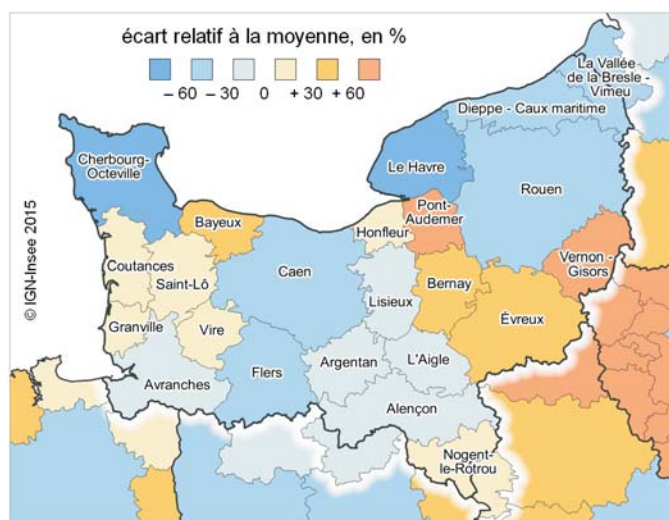 écart relatif à la moyenne, en %
– 60 – 30 0 + 30 + 60
La Vallée
de la Bresle -
Vimeu
Dieppe - Caux maritime
Cherbourg-
Octeville
Le Havre
Rouen
Pont-
Audemer
Bayeux
Honfleur
Vernon -
Gisors
Coutances
Saint-Lô
Caen
Lisieux
Bernay
Évreux
Granville
Vire
Argentan
L'Aigle
Avranches
Flers
Alençon
Nogent-
le-Rotrou
© IGN-Insee 2015